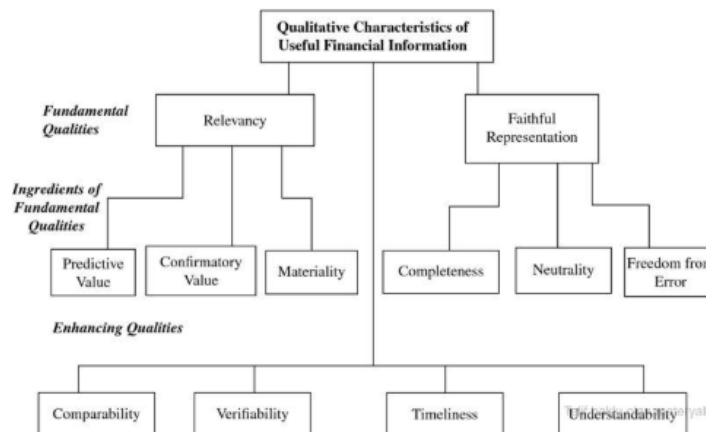 Qualitative Characteristics of
Useful Financial Information
Fundamental
Qualities
Relevancy
Faithful
Representation
Ingredients of
Fundamental
Qualities
Predictive
Value
Confirmatory
Value
Materiality
Completeness
Neutrality
Freedom from
Error
Enhancing Qualities
Comparability
Verifiability
Timeliness
Understandability